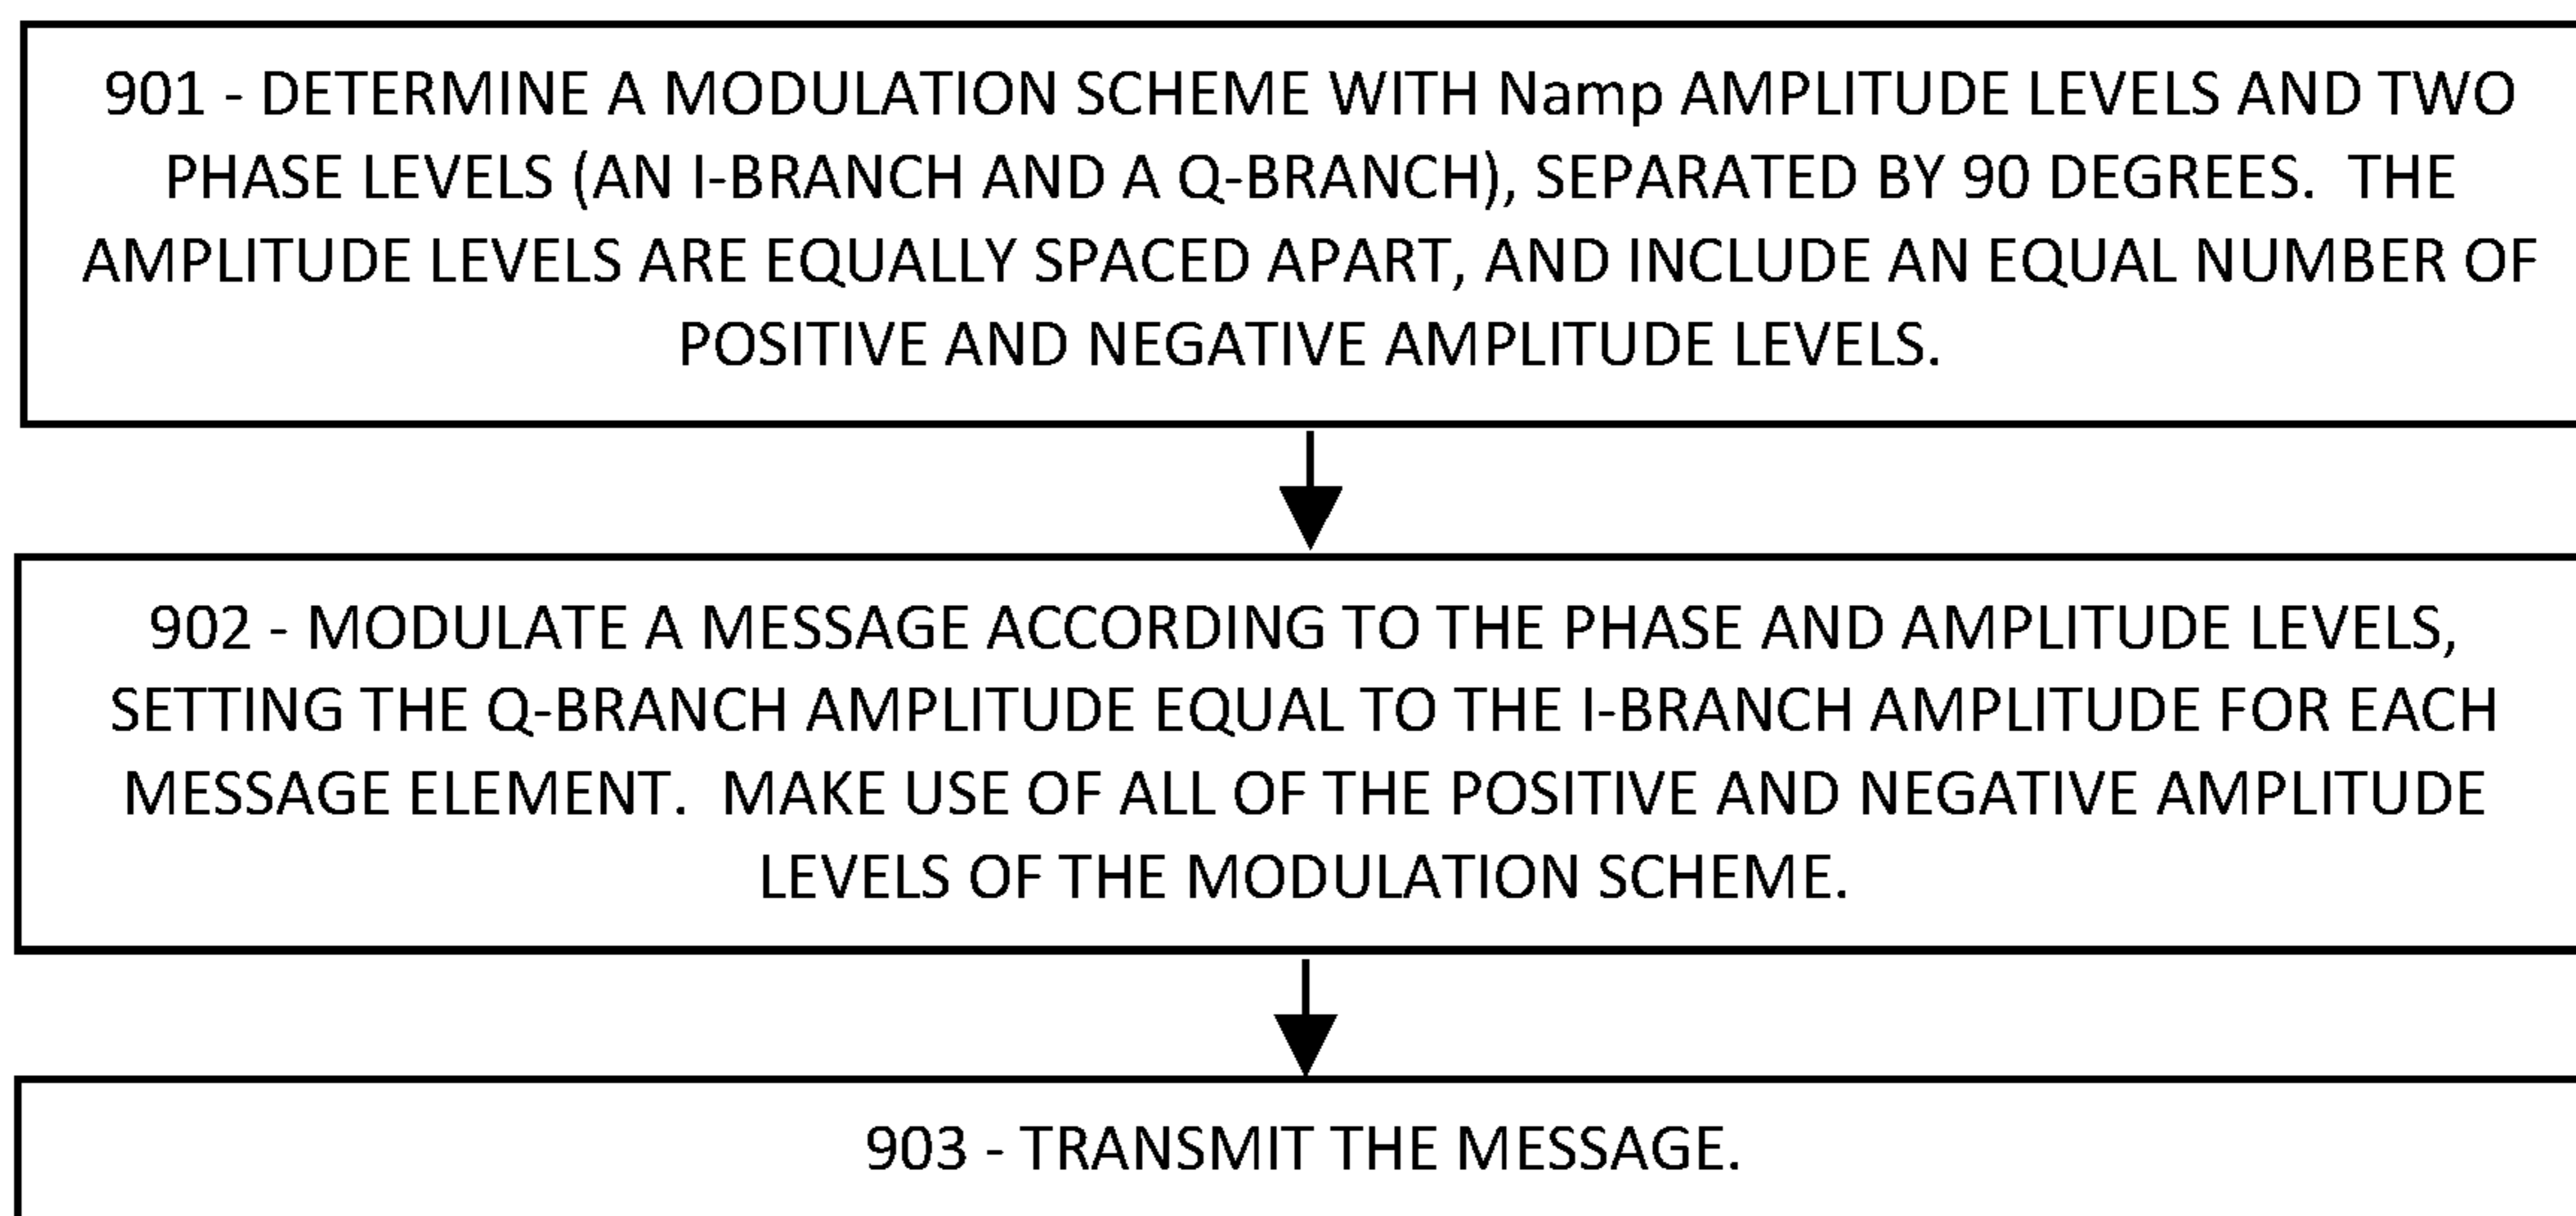 901 - DETERMINE A MODULATION SCHEME WITH Namp AMPLITUDE LEVELS AND TWO
PHASE LEVELS (AN I-BRANCH AND A Q-BRANCH), SEPARATED BY 90 DEGREES.  THE
AMPLITUDE LEVELS ARE EQUALLY SPACED APART, AND INCLUDE AN EQUAL NUMBER OF
POSITIVE AND NEGATIVE AMPLITUDE LEVELS.
902 - MODULATE A MESSAGE ACCORDING TO THE PHASE AND AMPLITUDE LEVELS,
SETTING THE Q-BRANCH AMPLITUDE EQUAL TO THE I-BRANCH AMPLITUDE FOR EACH
MESSAGE ELEMENT.  MAKE USE OF ALL OF THE POSITIVE AND NEGATIVE AMPLITUDE
LEVELS OF THE MODULATION SCHEME.
903 - TRANSMIT THE MESSAGE.